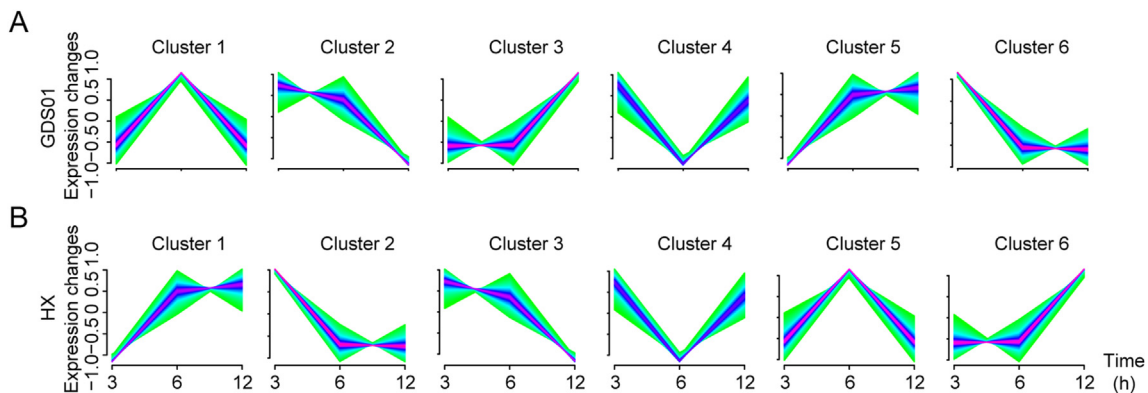 A
Cluster 1 Cluster 2 Cluster 3 Cluster 4 Cluster 5 Cluster 6
GDS01
Expression changes
−1.0 −0.5 0.5 1.0
B
Cluster 1 Cluster 2 Cluster 3 Cluster 4 Cluster 5 Cluster 6
HX
Expression changes
−1.0 −0.5 0 0.5 1.0
3 6 12 3 6 12 3 6 12 3 6 12 3 6 12 3 6 12
Time
(h)